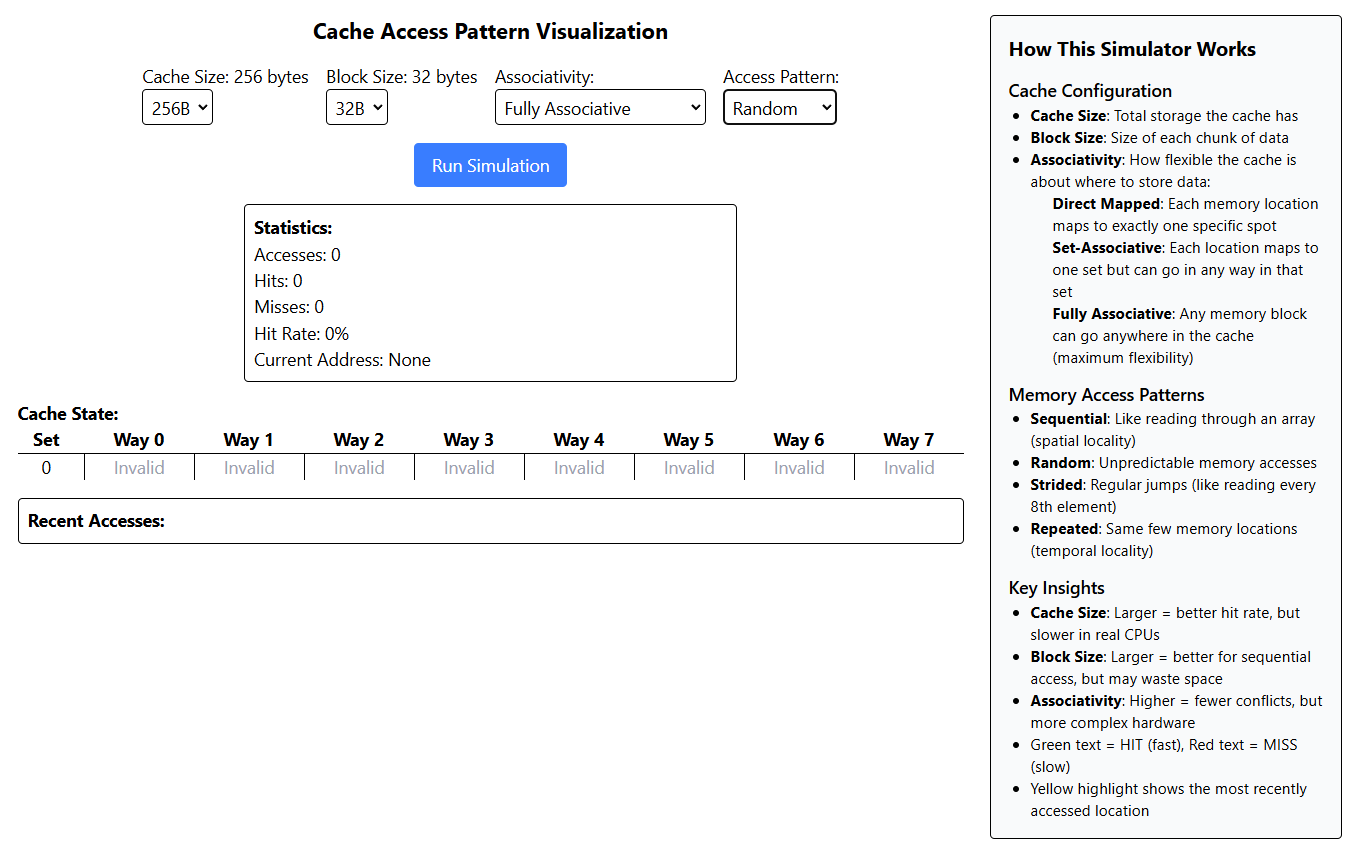 Cache Access Pattern Visualization
Cache Size: 256 bytes
256B
Block Size: 32 bytes
32B
Associativity:
Fully Associative
Access Pattern:
Random
Run Simulation
Statistics:
Accesses: 0
Hits: 0
Misses: 0
Hit Rate: 0%
Current Address: None
Cache State:
Set Way 0 Way 1 Way 2 Way 3 Way 4 Way 5 Way 6 Way 7
0 Invalid Invalid Invalid Invalid Invalid Invalid Invalid Invalid
Recent Accesses:
How This Simulator Works
Cache Configuration
• Cache Size: Total storage the cache has
• Block Size: Size of each chunk of data
• Associativity: How flexible the cache is
about where to store data:
Direct Mapped: Each memory location
maps to exactly one specific spot
Set-Associative: Each location maps to
one set but can go in any way in that
set
Fully Associative: Any memory block
can go anywhere in the cache
(maximum flexibility)
Memory Access Patterns
• Sequential: Like reading through an array
(spatial locality)
• Random: Unpredictable memory accesses
• Strided: Regular jumps (like reading every
8th element)
• Repeated: Same few memory locations
(temporal locality)
Key Insights
• Cache Size: Larger = better hit rate, but
slower in real CPUs
• Block Size: Larger = better for sequential
access, but may waste space
• Associativity: Higher = fewer conflicts, but
more complex hardware
• Green text = HIT (fast), Red text = MISS
(slow)
• Yellow highlight shows the most recently
accessed location